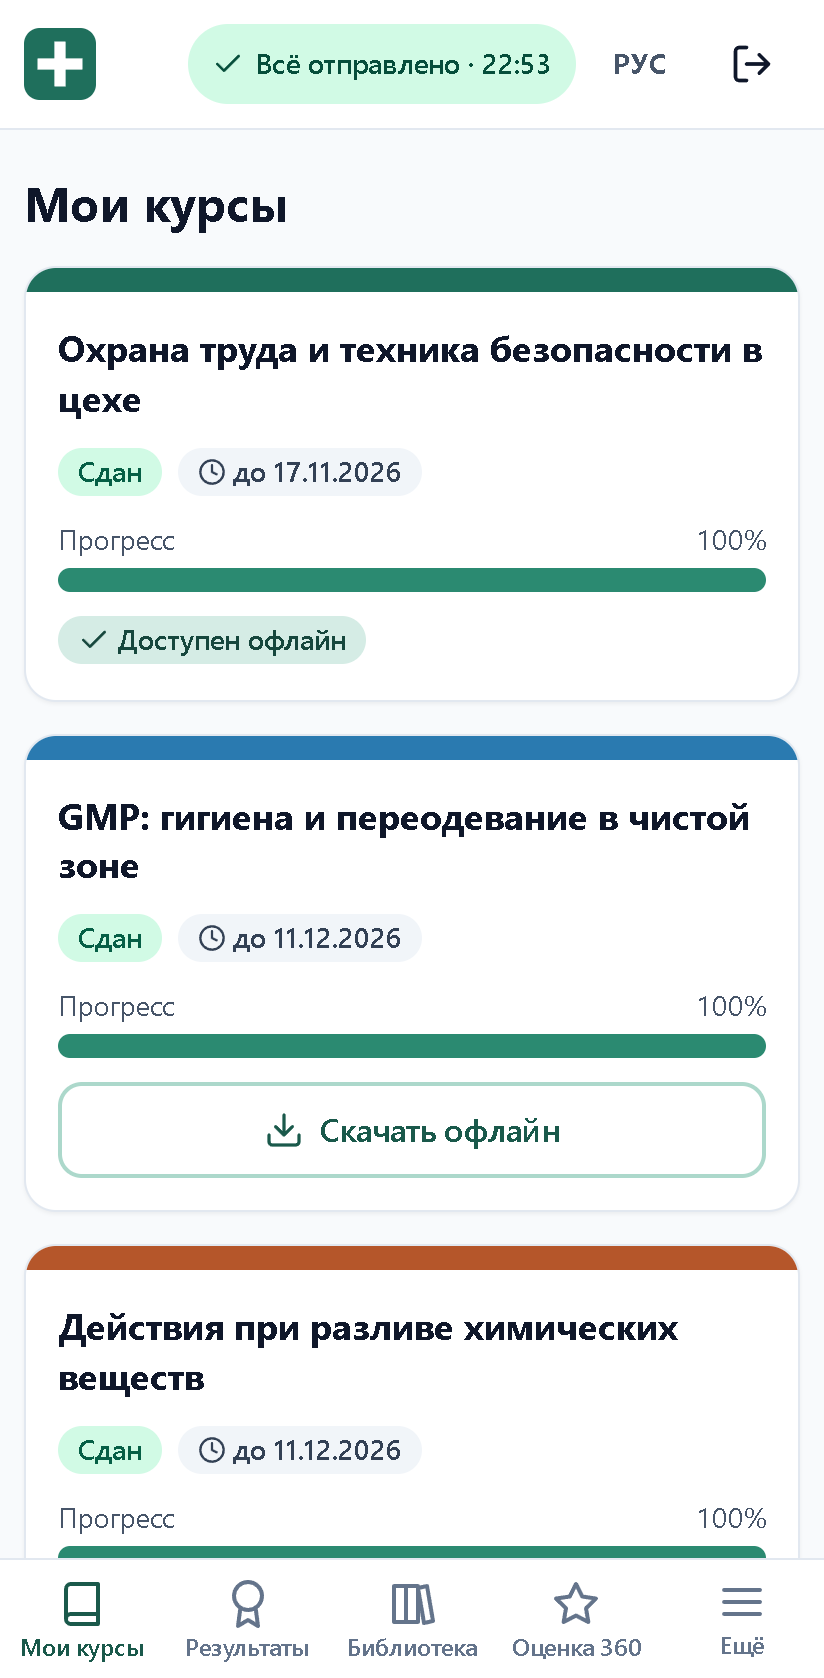 Всё отправлено · 22:53
РУС
Мои курсы
Охрана труда и техника безопасности в
цехе
Сдан
до 17.11.2026
Прогресс
100%
Доступен офлайн
GMP: гигиена и переодевание в чистой
зоне
Сдан
до 11.12.2026
Прогресс
100%
Скачать офлайн
Действия при разливе химических
веществ
Сдан
до 11.12.2026
Прогресс
100%
Мои курсы
Результаты
Библиотека
Оценка 360
Ещё